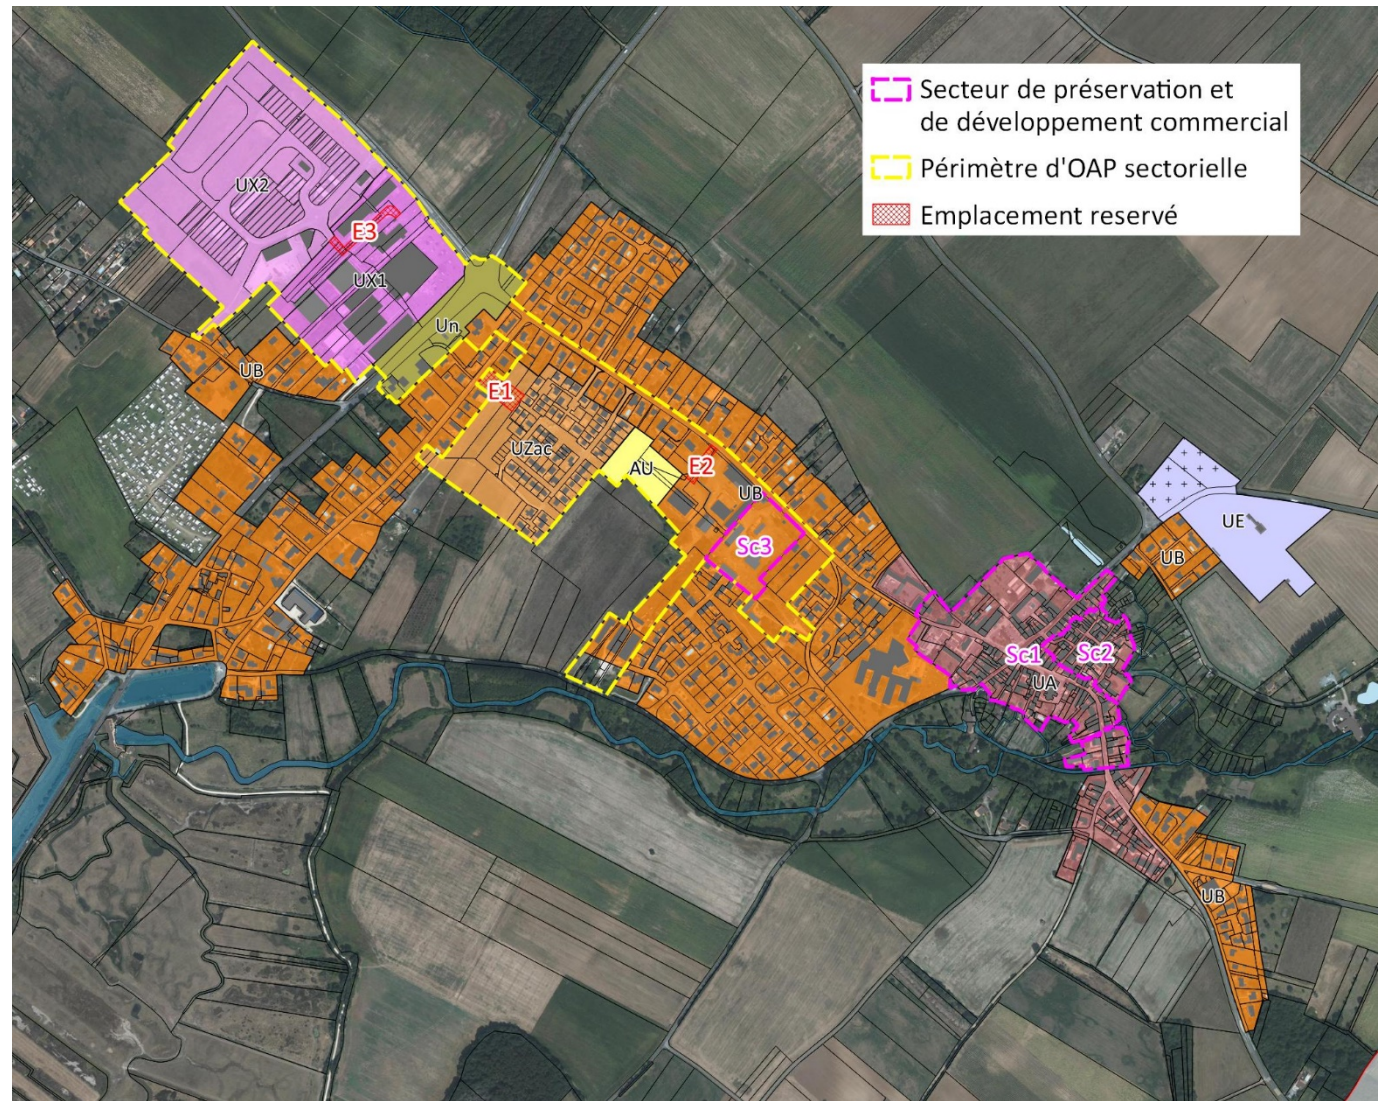 Secteur de préservation et
de développement commercial
Périmètre d'OAP sectorielle
Emplacement reservé
UX2
E3
UX1
Un
UB
E1
UZac
AU
E2
UB
Sc3
UE
UB
Sc1
Sc2
UA
UB